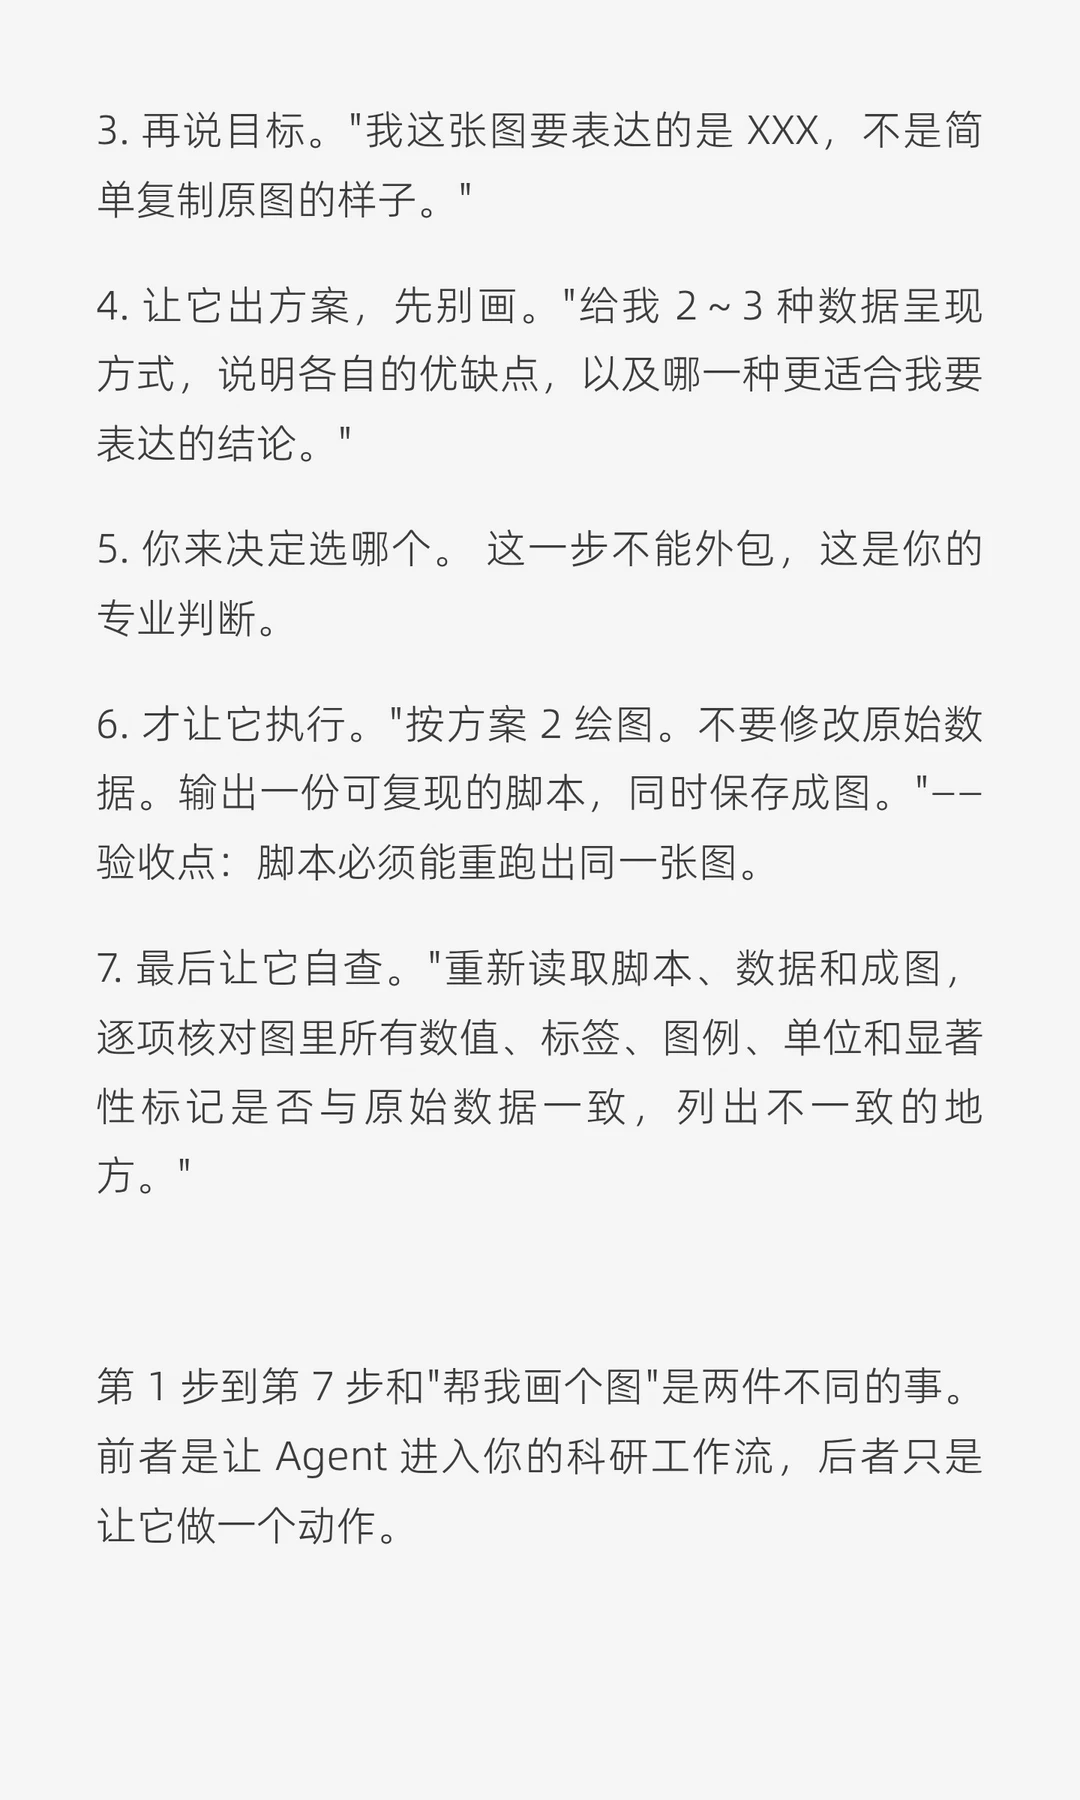 3. 再说目标。"我这张图要表达的是 XXX，不是简
单复制原图的样子。"
4. 让它出方案，先别画。"给我 2～3 种数据呈现
方式，说明各自的优缺点，以及哪一种更适合我要
表达的结论。"
5. 你来决定选哪个。 这一步不能外包，这是你的
专业判断。
6. 才让它执行。"按方案 2 绘图。不要修改原始数
据。输出一份可复现的脚本，同时保存成图。"——
验收点：脚本必须能重跑出同一张图。
7. 最后让它自查。"重新读取脚本、数据和成图，
逐项核对图里所有数值、标签、图例、单位和显著
性标记是否与原始数据一致，列出不一致的地
方。"
第 1 步到第 7 步和"帮我画个图"是两件不同的事。
前者是让 Agent 进入你的科研工作流，后者只是
让它做一个动作。